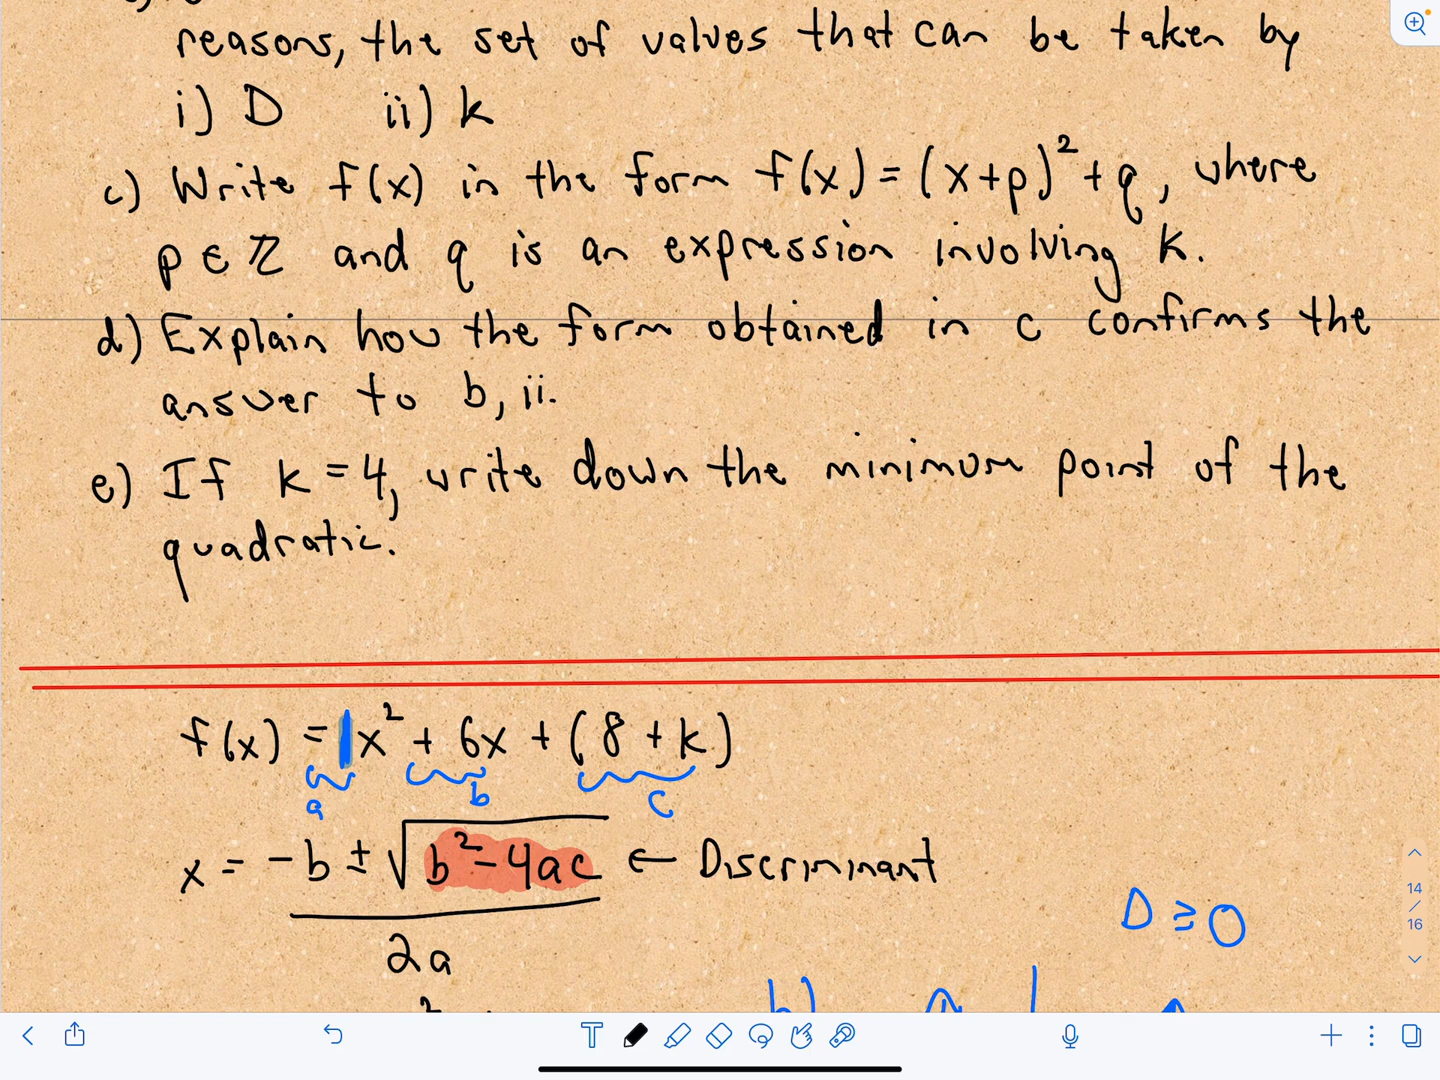 reasons, the set of values that can be taken by
i) D ii) k
c) Write f(x) in the form f(x) = (x+p)² + q, where
p ∈ ℤ and q is an expression involving k.
d) Explain how the form obtained in c confirms the
answer to b, ii.
e) If k = 4, write down the minimum point of the
quadratic.
f(x) = 1x² + 6x + (8 + k)
a b c
x = -b ± √b² - 4ac ← Discriminant
2a
D ≥ 0
14
/
16
T